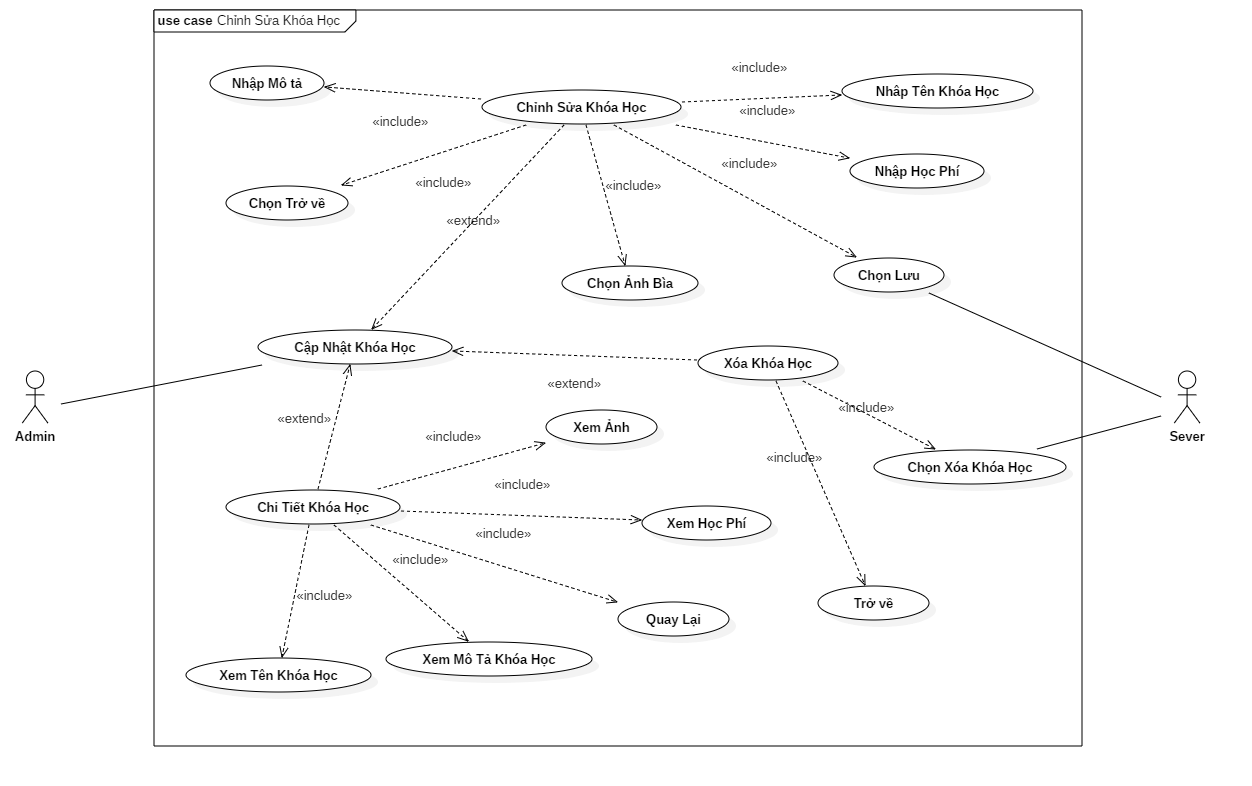 use case Chỉnh Sửa Khóa Học
«include»
Nhập Mô tả
Nhâp Tên Khóa Học
Chỉnh Sửa Khóa Học
«include»
«include»
«include»
Nhập Học Phí
«include»
«include»
Chọn Trở về
«extend»
«include»
Chọn Ảnh Bìa
Chọn Lưu
Cập Nhật Khóa Học
Xóa Khóa Học
«extend»
«include»
«extend»
Xem Ảnh
Admin
Sever
«include»
«include»
Chọn Xóa Khóa Học
«include»
Chi Tiết Khóa Học
Xem Học Phí
«include»
«include»
«include»
Trở về
Quay Lại
Xem Mô Tả Khóa Học
Xem Tên Khóa Học